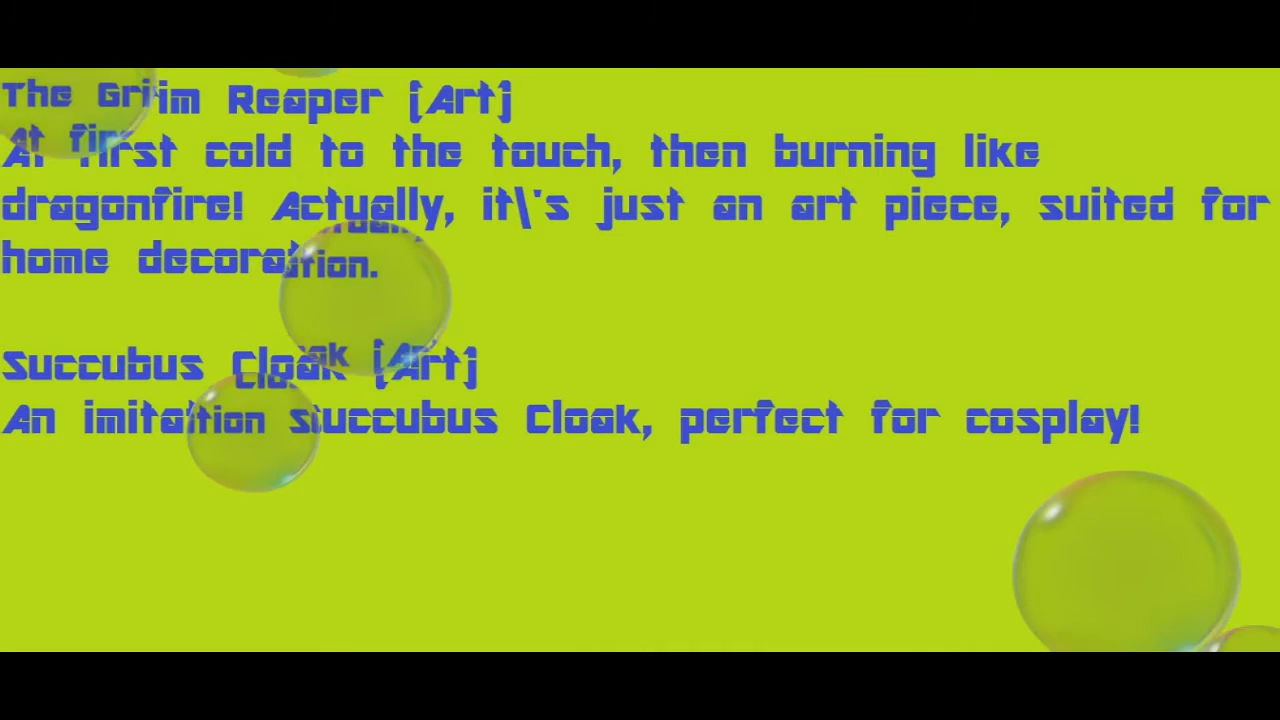 The Grim Reaper [Art]
At first cold to the touch, then burning like
dragonfire! Actually, it\'s just an art piece, suited for
home decoration.
Succubus Cloak [Art]
An imitation succubus Cloak, perfect for cosplay!